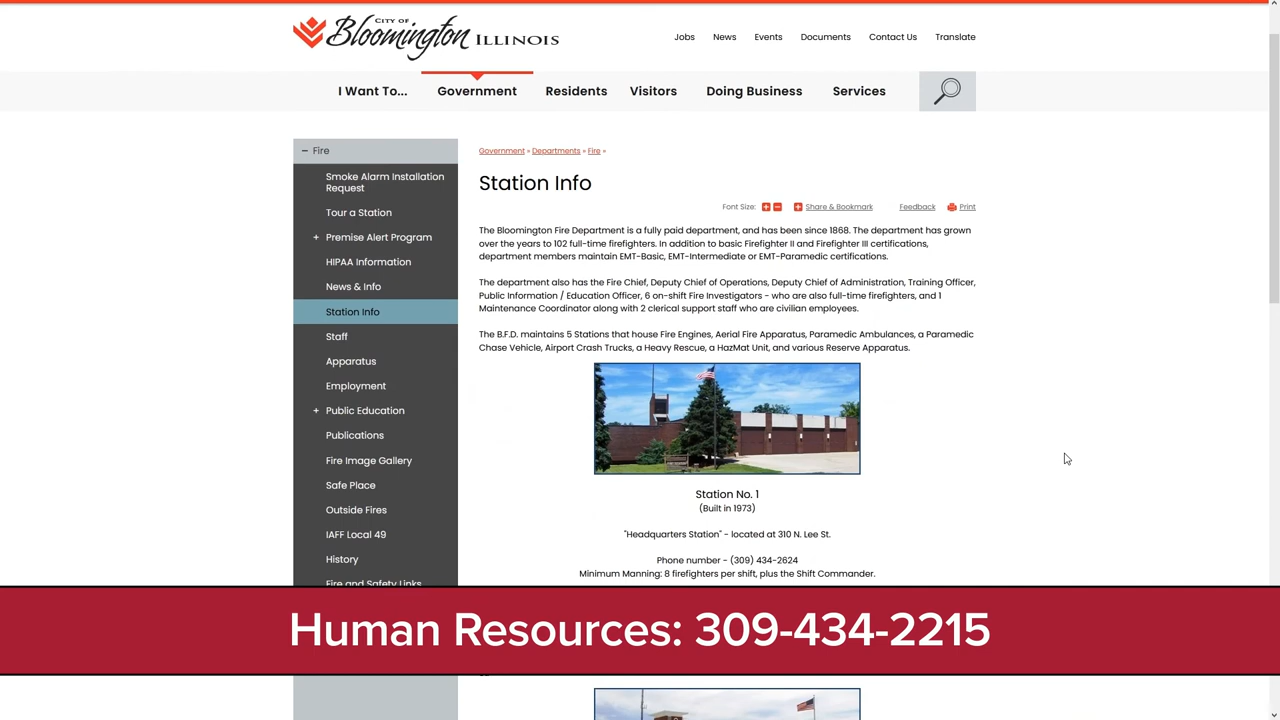 CITY OF
Bloomington ILLINOIS
Jobs News Events Documents Contact Us Translate
I Want To... Government Residents Visitors Doing Business Services
− Fire
Smoke Alarm Installation
Request
Tour a Station
+ Premise Alert Program
HIPAA Information
News & Info
Station Info
Staff
Apparatus
Employment
+ Public Education
Publications
Fire Image Gallery
Safe Place
Outside Fires
IAFF Local 49
History
Fire and Safety Links
Government » Departments » Fire »
Station Info
Font Size: + − + Share & Bookmark Feedback Print
The Bloomington Fire Department is a fully paid department, and has been since 1868. The department has grown
over the years to 102 full-time firefighters. In addition to basic Firefighter II and Firefighter III certifications,
department members maintain EMT-Basic, EMT-Intermediate or EMT-Paramedic certifications.
The department also has the Fire Chief, Deputy Chief of Operations, Deputy Chief of Administration, Training Officer,
Public Information / Education Officer, 6 on-shift Fire Investigators - who are also full-time firefighters, and 1
Maintenance Coordinator along with 2 clerical support staff who are civilian employees.
The B.F.D. maintains 5 Stations that house Fire Engines, Aerial Fire Apparatus, Paramedic Ambulances, a Paramedic
Chase Vehicle, Airport Crash Trucks, a Heavy Rescue, a HazMat Unit, and various Reserve Apparatus.
Station No. 1
(Built in 1973)
"Headquarters Station" - located at 310 N. Lee St.
Phone number - (309) 434-2624
Minimum Manning: 8 firefighters per shift, plus the Shift Commander.
Human Resources: 309-434-2215